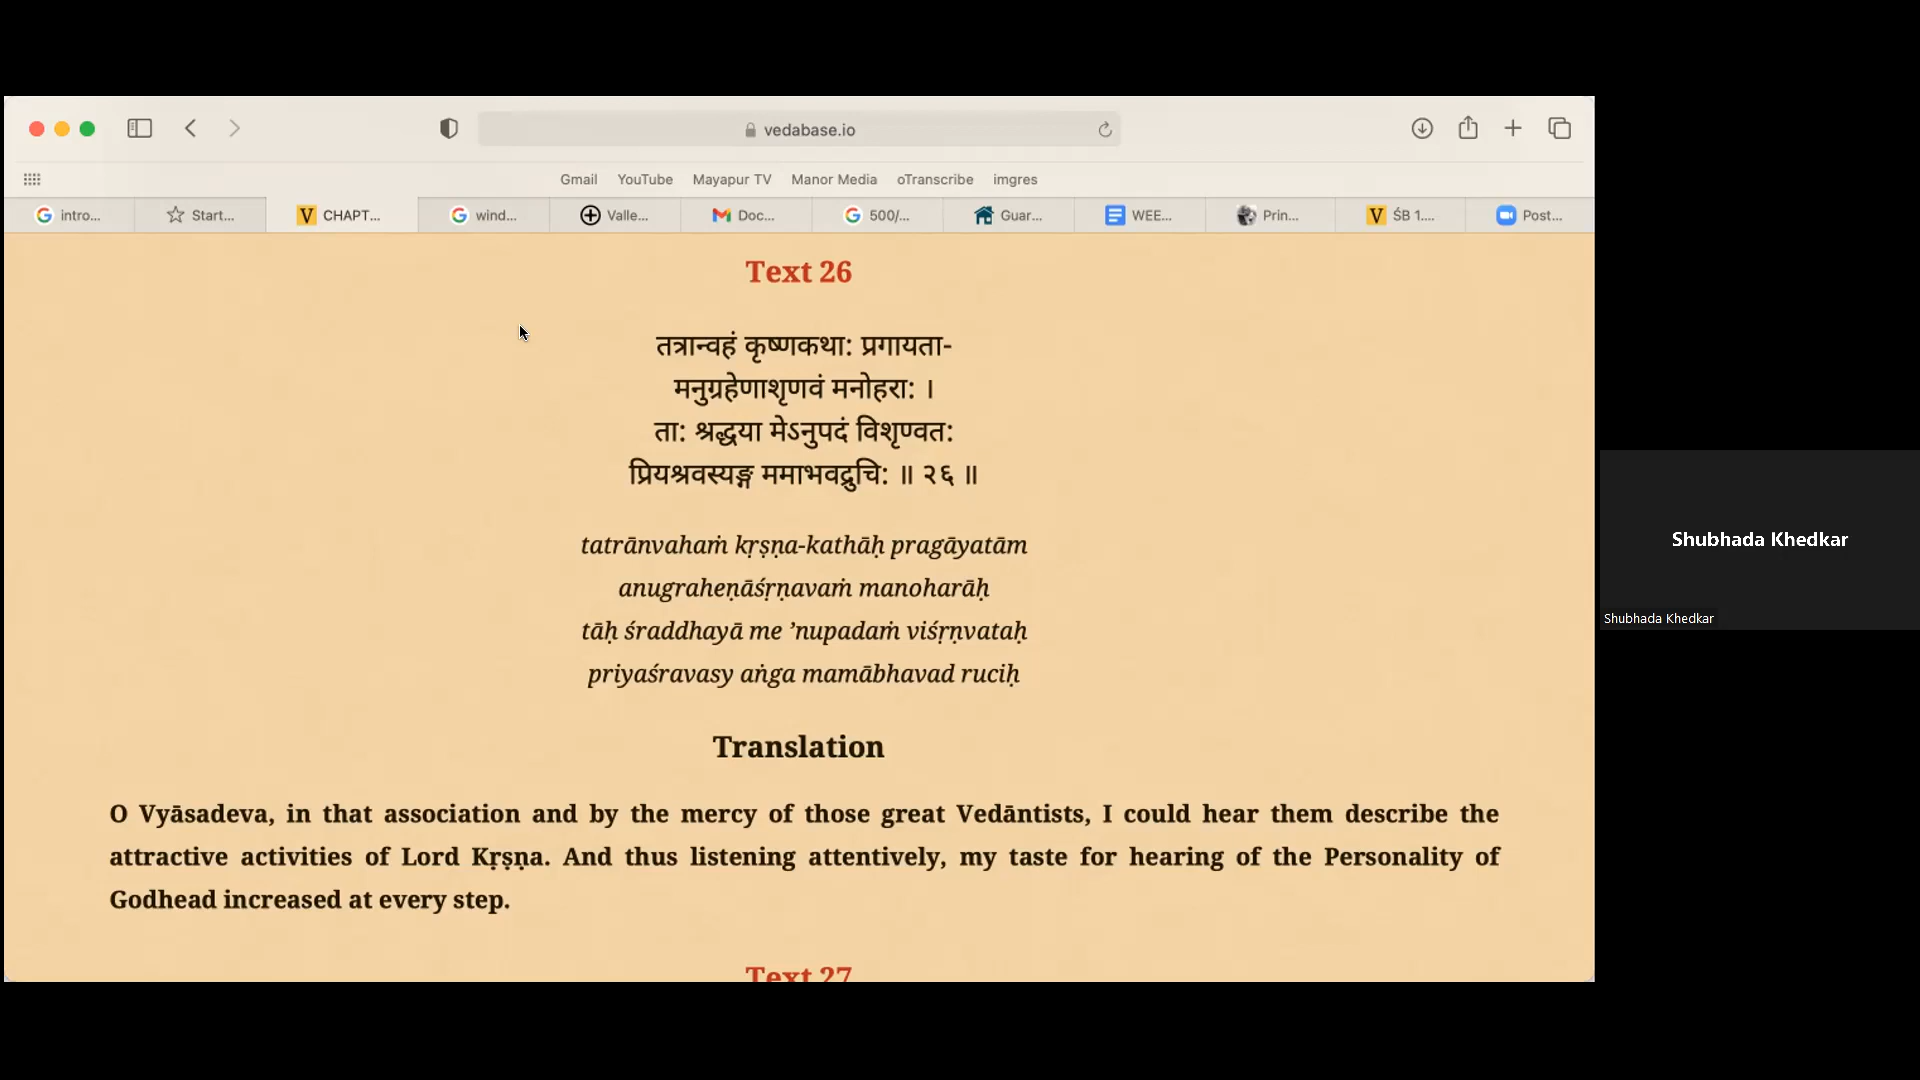 vedabase.io
Gmail YouTube Mayapur TV Manor Media oTranscribe imgres
intro... Start... CHAPT... wind... Valle... Doc... 500/... Guar... WEE... Prin... ŚB 1.... Post...
Text 26
तत्रान्वहं कृष्णकथा: प्रगायता-
मनुग्रहेणाशृणवं मनोहरा: ।
ता: श्रद्धया मेऽनुपदं विशृण्वत:
प्रियश्रवस्यङ्ग ममाभवद्रुचि: ॥ २६ ॥
tatrānvahaṁ kṛṣṇa-kathāḥ pragāyatām
anugraheṇāśṛṇavaṁ manoharāḥ
tāḥ śraddhayā me ’nupadaṁ viśṛṇvataḥ
priyaśravasy aṅga mamābhavad ruciḥ
Translation
O Vyāsadeva, in that association and by the mercy of those great Vedāntists, I could hear them describe the
attractive activities of Lord Kṛṣṇa. And thus listening attentively, my taste for hearing of the Personality of
Godhead increased at every step.
Text 27
Shubhada Khedkar
Shubhada Khedkar